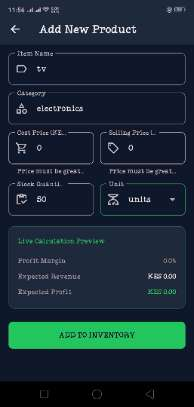 11:54
Add New Product
Item Name
tv
Category
electronics
Cost Price (KE...
Selling Price (...
0
0
Price must be great...
Price must be great...
Stock Quanti...
Unit
50
units
Live Calculation Preview
Profit Margin 0.0%
Expected Revenue KES 0.00
Expected Profit KES 0.00
ADD TO INVENTORY